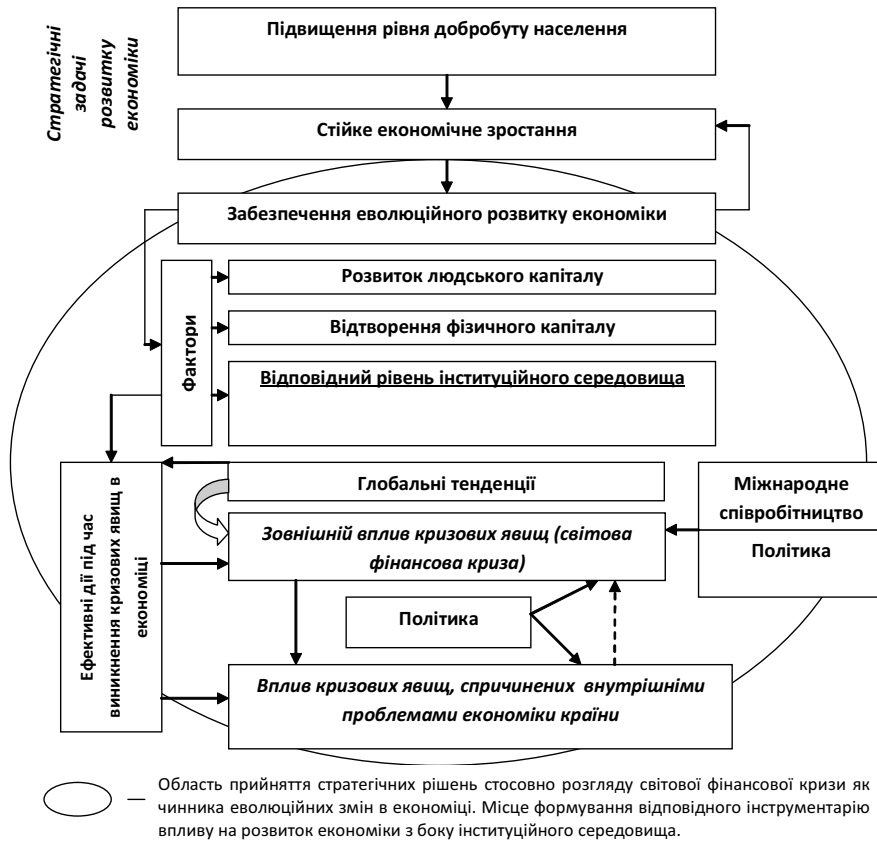 Стратегічні
задачі
розвитку
економіки
Підвищення рівня добробуту населення
Стійке економічне зростання
Забезпечення еволюційного розвитку економіки
Фактори
Розвиток людського капіталу
Відтворення фізичного капіталу
Відповідний рівень інституційного середовища
Ефективні дії під час
виникнення кризових явищ в
економіці
Глобальні тенденції
Міжнародне
співробітництво
Політика
Зовнішній вплив кризових явищ (світова
фінансова криза)
Політика
Вплив кризових явищ, спричинених внутрішніми
проблемами економіки країни
— Область прийняття стратегічних рішень стосовно розгляду світової фінансової кризи як
чинника еволюційних змін в економіці. Місце формування відповідного інструментарію
впливу на розвиток економіки з боку інституційного середовища.